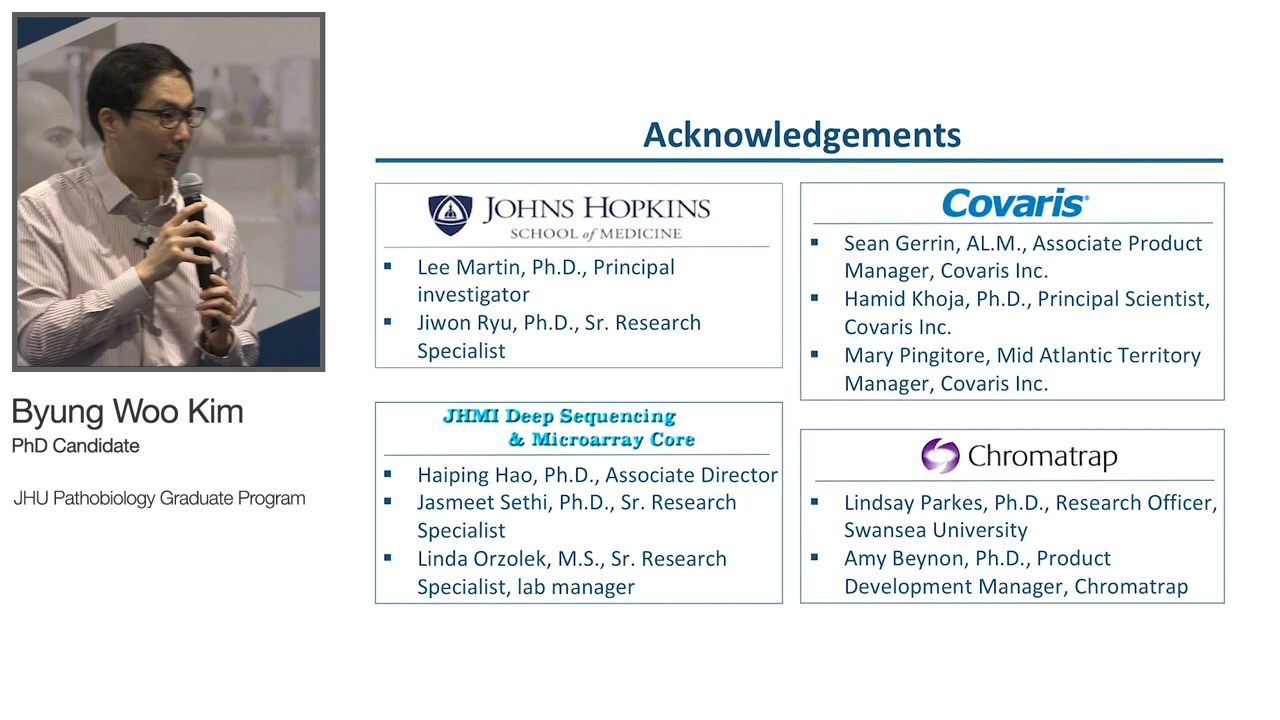 Byung Woo Kim
PhD Candidate
JHU Pathobiology Graduate Program
Acknowledgements
JOHNS HOPKINS
SCHOOL of MEDICINE
▪ Lee Martin, Ph.D., Principal
investigator
▪ Jiwon Ryu, Ph.D., Sr. Research
Specialist
JHMI Deep Sequencing
& Microarray Core
▪ Haiping Hao, Ph.D., Associate Director
▪ Jasmeet Sethi, Ph.D., Sr. Research
Specialist
▪ Linda Orzolek, M.S., Sr. Research
Specialist, lab manager
Covaris®
▪ Sean Gerrin, AL.M., Associate Product
Manager, Covaris Inc.
▪ Hamid Khoja, Ph.D., Principal Scientist,
Covaris Inc.
▪ Mary Pingitore, Mid Atlantic Territory
Manager, Covaris Inc.
Chromatrap
▪ Lindsay Parkes, Ph.D., Research Officer,
Swansea University
▪ Amy Beynon, Ph.D., Product
Development Manager, Chromatrap